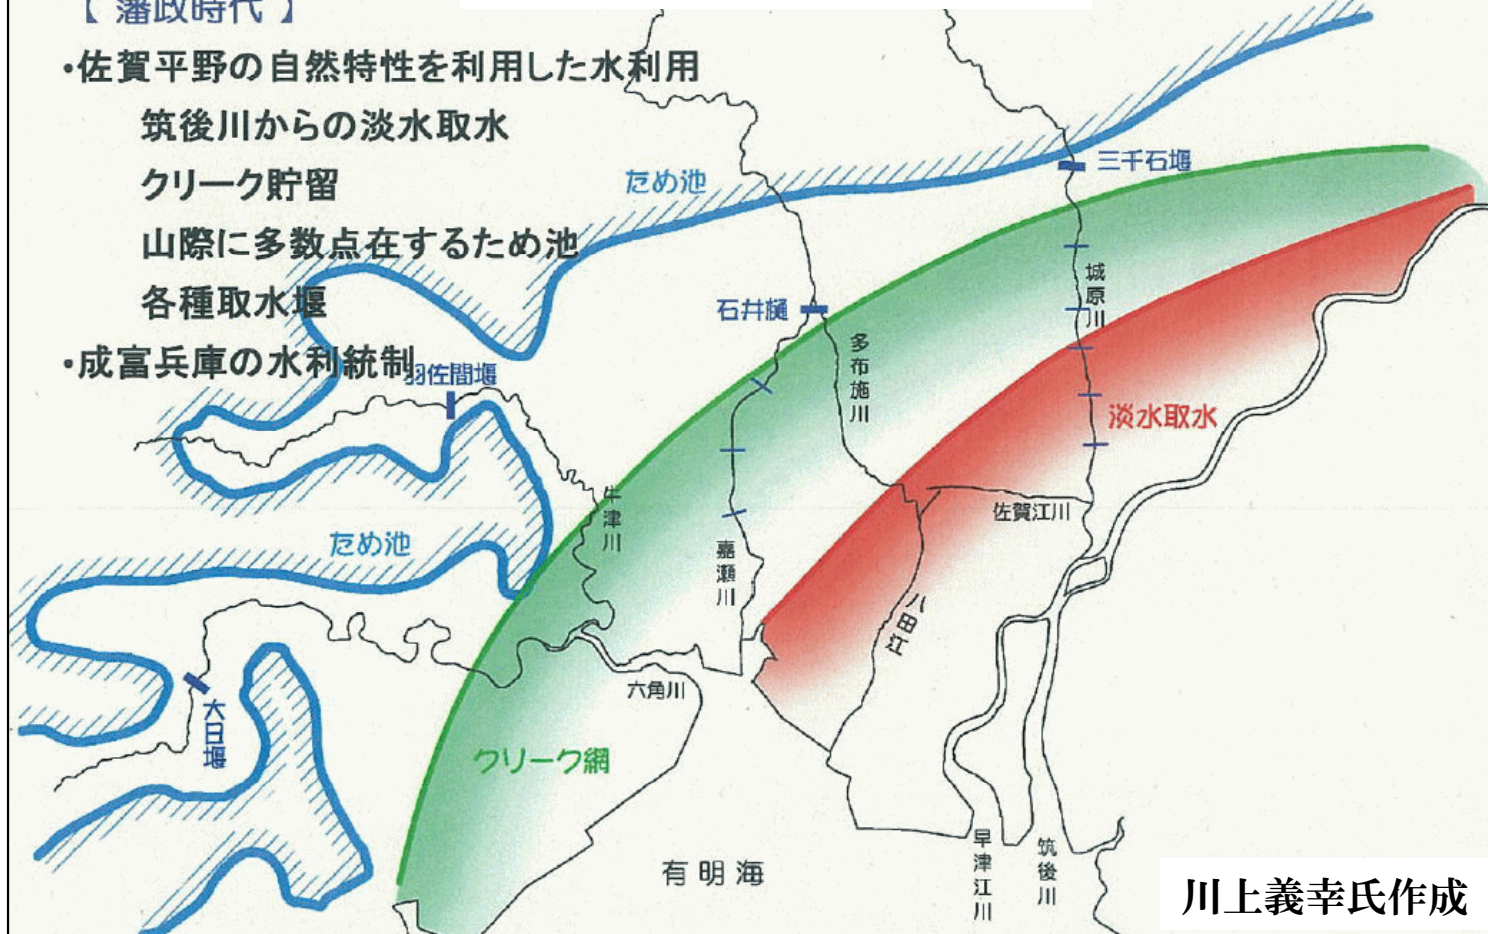 【 藩政時代 】
・佐賀平野の自然特性を利用した水利用
筑後川からの淡水取水
クリーク貯留
山際に多数点在するため池
各種取水堰
・成富兵庫の水利統制
羽佐間堰
ため池
三千石堰
城原川
石井樋
多布施川
淡水取水
牛津川
佐賀江川
ため池
嘉瀬川
八田江
六角川
大日堰
クリーク網
有明海
早津江川
筑後川
川上義幸氏作成